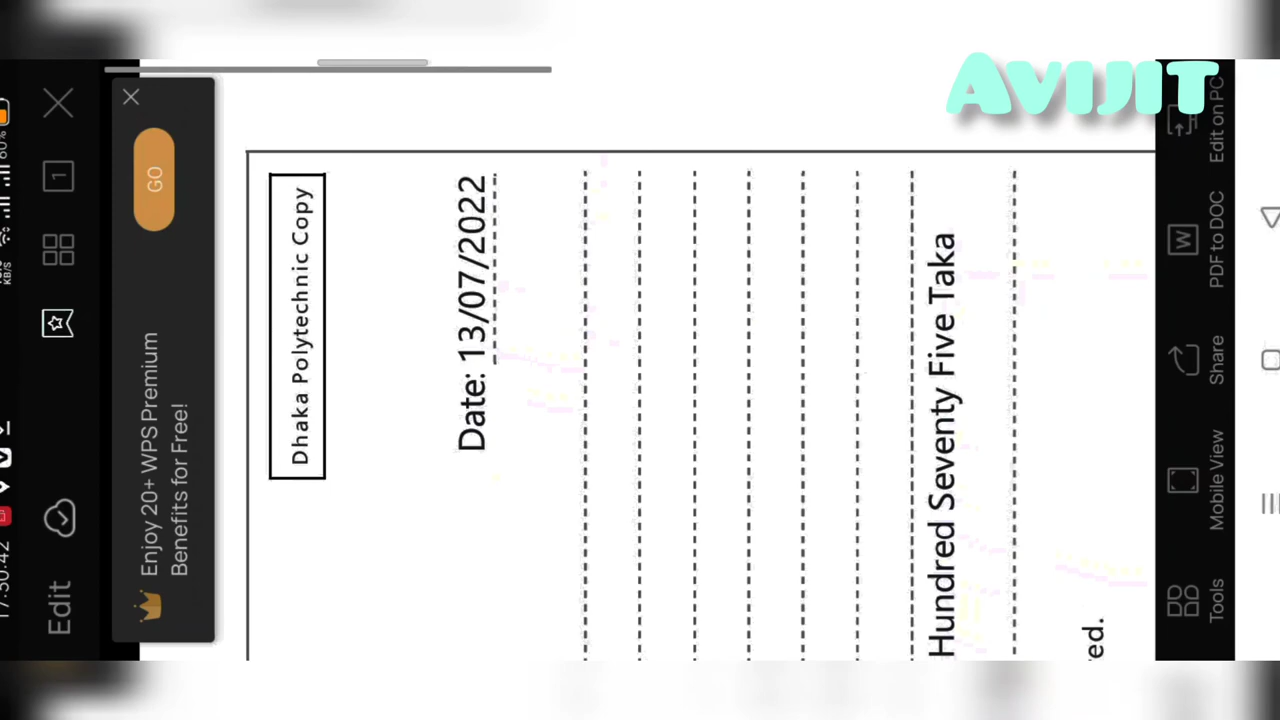 AVIJIT
Edit
1
Enjoy 20+ WPS Premium
Benefits for Free!
GO
Dhaka Polytechnic Copy
Date: 13/07/2022
Hundred Seventy Five Taka
Tools
Mobile View
Share
PDF to DOC
Edit on PC